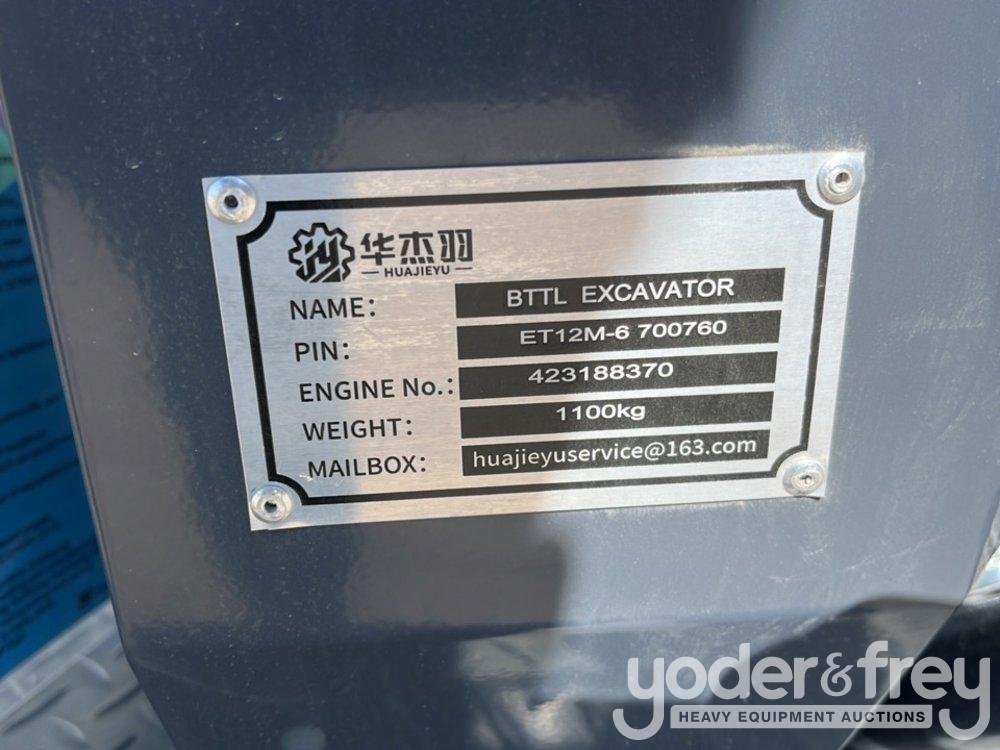 华杰羽
HUAJIEYU
NAME: BTTL EXCAVATOR
PIN: ET12M-6 700760
ENGINE No.: 423188370
WEIGHT: 1100kg
MAILBOX: huajieyuservice@163.com
yoder&frey
HEAVY EQUIPMENT AUCTIONS